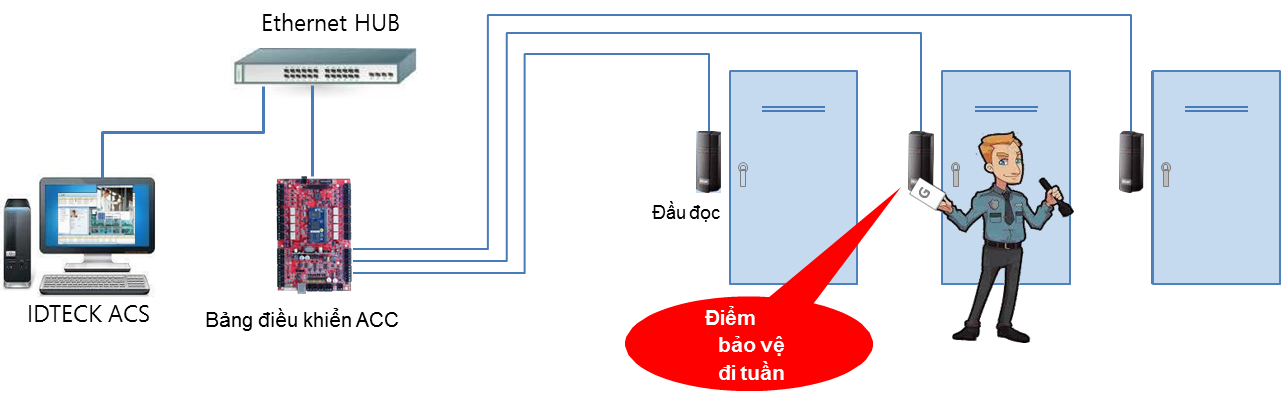 Ethernet HUB
Đầu đọc
G
IDTECK ACS
Bảng điều khiển ACC
Điểm
bảo vệ
đi tuần